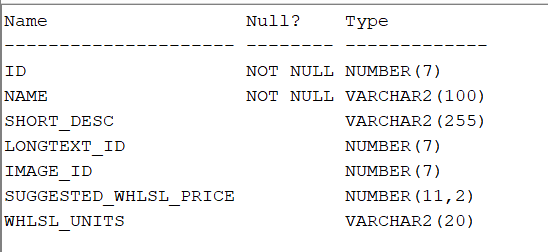 Name                  Null?    Type
--------------------- -------- -------------
ID                    NOT NULL NUMBER(7)
NAME                  NOT NULL VARCHAR2(100)
SHORT_DESC                     VARCHAR2(255)
LONGTEXT_ID                    NUMBER(7)
IMAGE_ID                       NUMBER(7)
SUGGESTED_WHLSL_PRICE          NUMBER(11,2)
WHLSL_UNITS                    VARCHAR2(20)